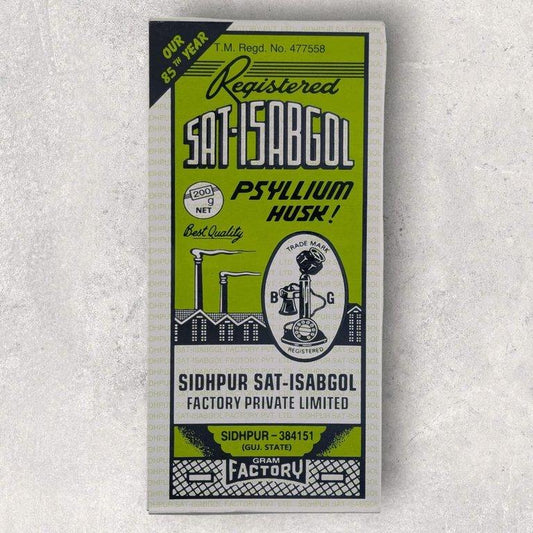 OUR
85TH YEAR
T.M. Regd. No. 477558
Registered
SAT-ISABGOL
PSYLLIUM
HUSK!
200
g
NET
Best Quality
TRADE MARK
B G
REGISTERED
SIDHPUR SAT-ISABGOL
FACTORY PRIVATE LIMITED
SIDHPUR-384151
(GUJ. STATE)
GRAM
FACTORY